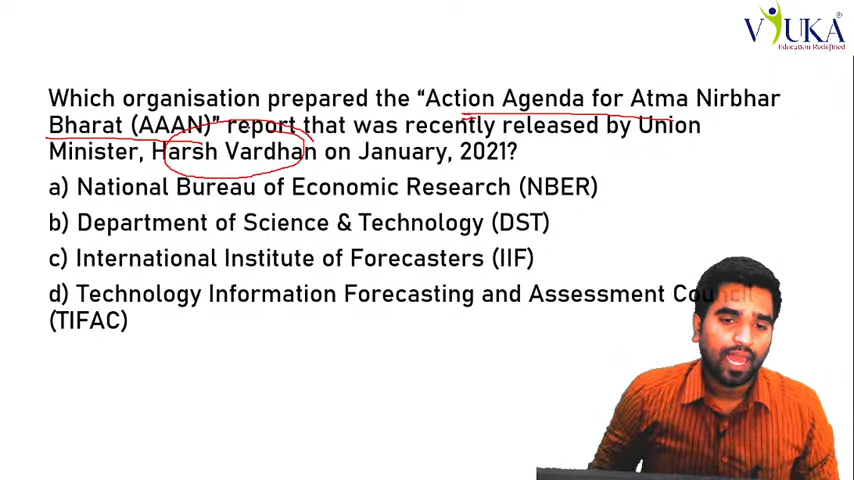 VYUKA
Education Redefined
Which organisation prepared the “Action Agenda for Atma Nirbhar
Bharat (AAAN)” report that was recently released by Union
Minister, Harsh Vardhan on January, 2021?
a) National Bureau of Economic Research (NBER)
b) Department of Science & Technology (DST)
c) International Institute of Forecasters (IIF)
d) Technology Information Forecasting and Assessment Council
(TIFAC)